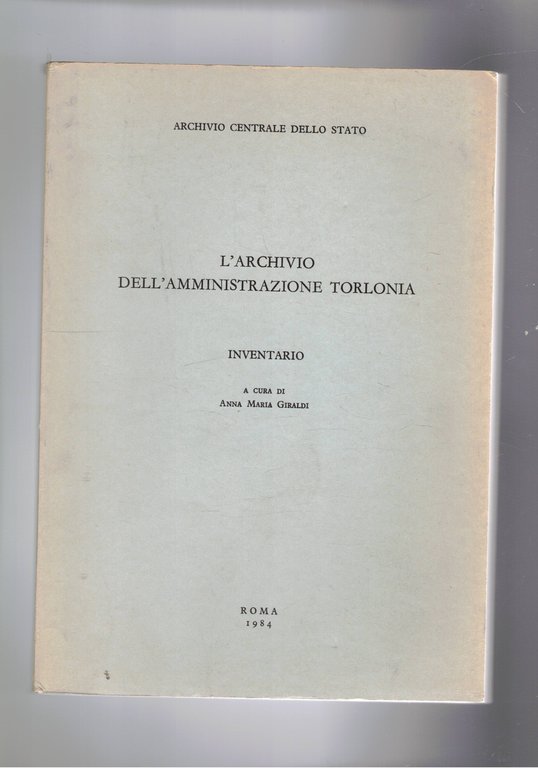 ARCHIVIO CENTRALE DELLO STATO
L'ARCHIVIO
DELL'AMMINISTRAZIONE TORLONIA
INVENTARIO
A CURA DI
ANNA MARIA GIRALDI
ROMA
1984